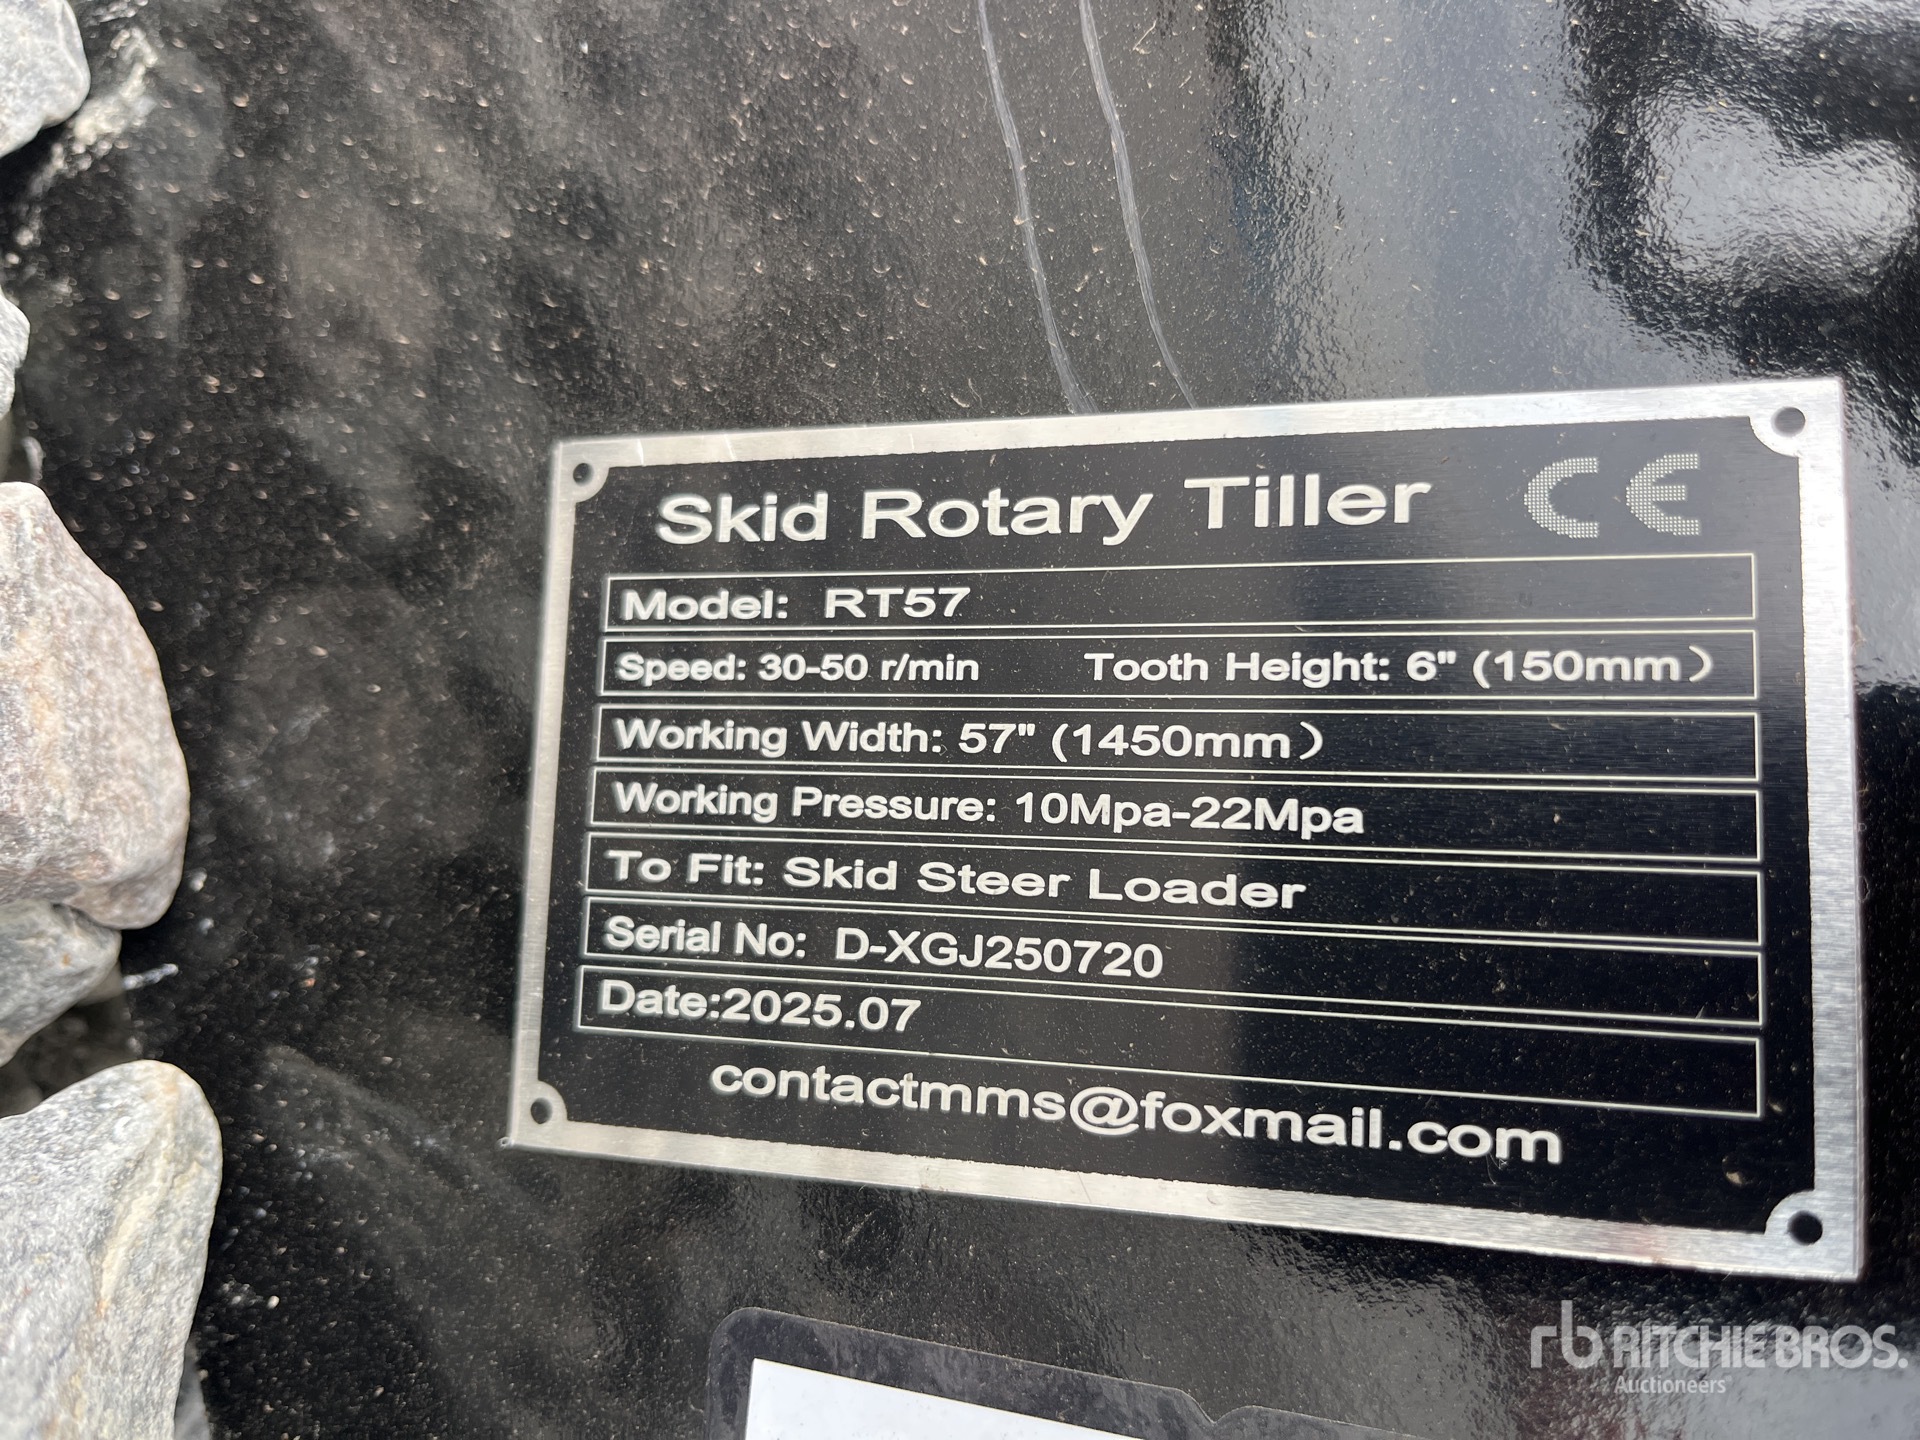 Skid Rotary Tiller CE
Model: RT57
Speed: 30-50 r/min Tooth Height: 6" (150mm）
Working Width: 57" (1450mm）
Working Pressure: 10Mpa-22Mpa
To Fit: Skid Steer Loader
Serial No: D-XGJ250720
Date:2025.07
contactmms@foxmail.com
rb RITCHIE BROS.
Auctioneers